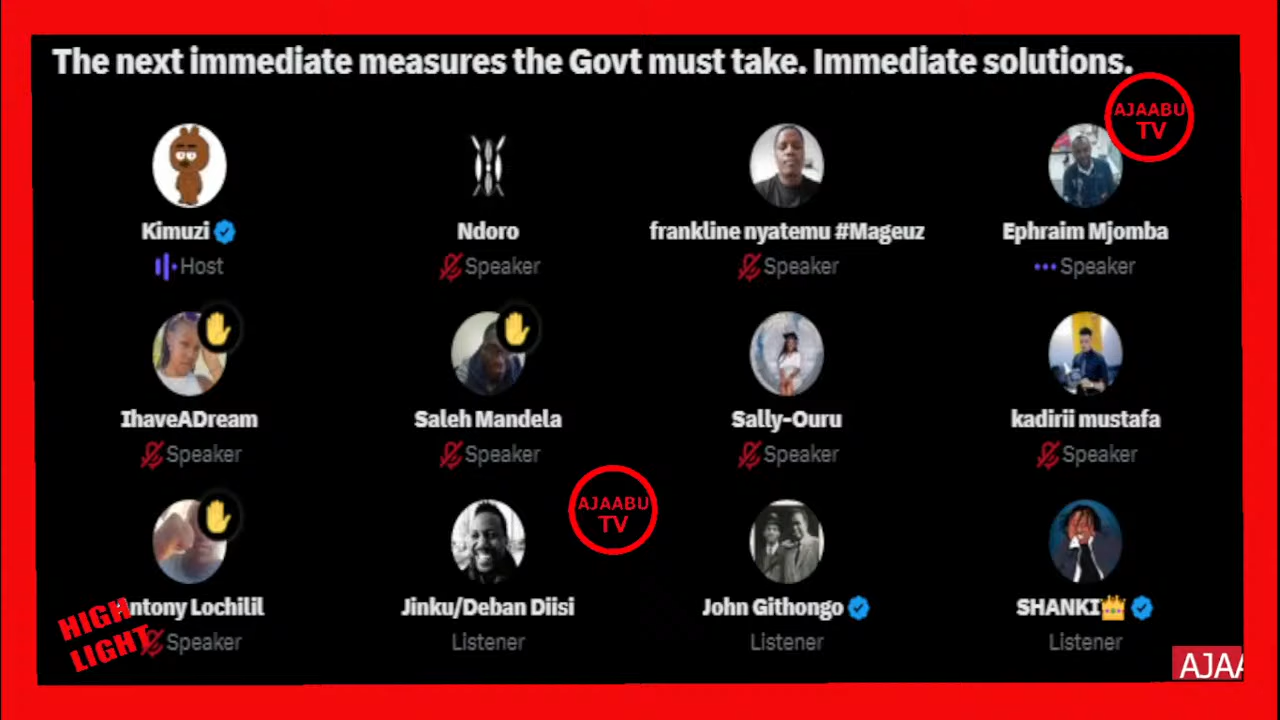 The next immediate measures the Govt must take. Immediate solutions.
AJAABU
TV
Kimuzi
Host
Ndoro
Speaker
frankline nyatemu #Mageuz
Speaker
Ephraim Mjomba
Speaker
IhaveADream
Speaker
Saleh Mandela
Speaker
Sally-Ouru
Speaker
kadirii mustafa
Speaker
AJAABU
TV
ntony Lochilil
Speaker
Jinku/Deban Diisi
Listener
John Githongo
Listener
SHANKI👑
Listener
HIGH
LIGHT
AJAA